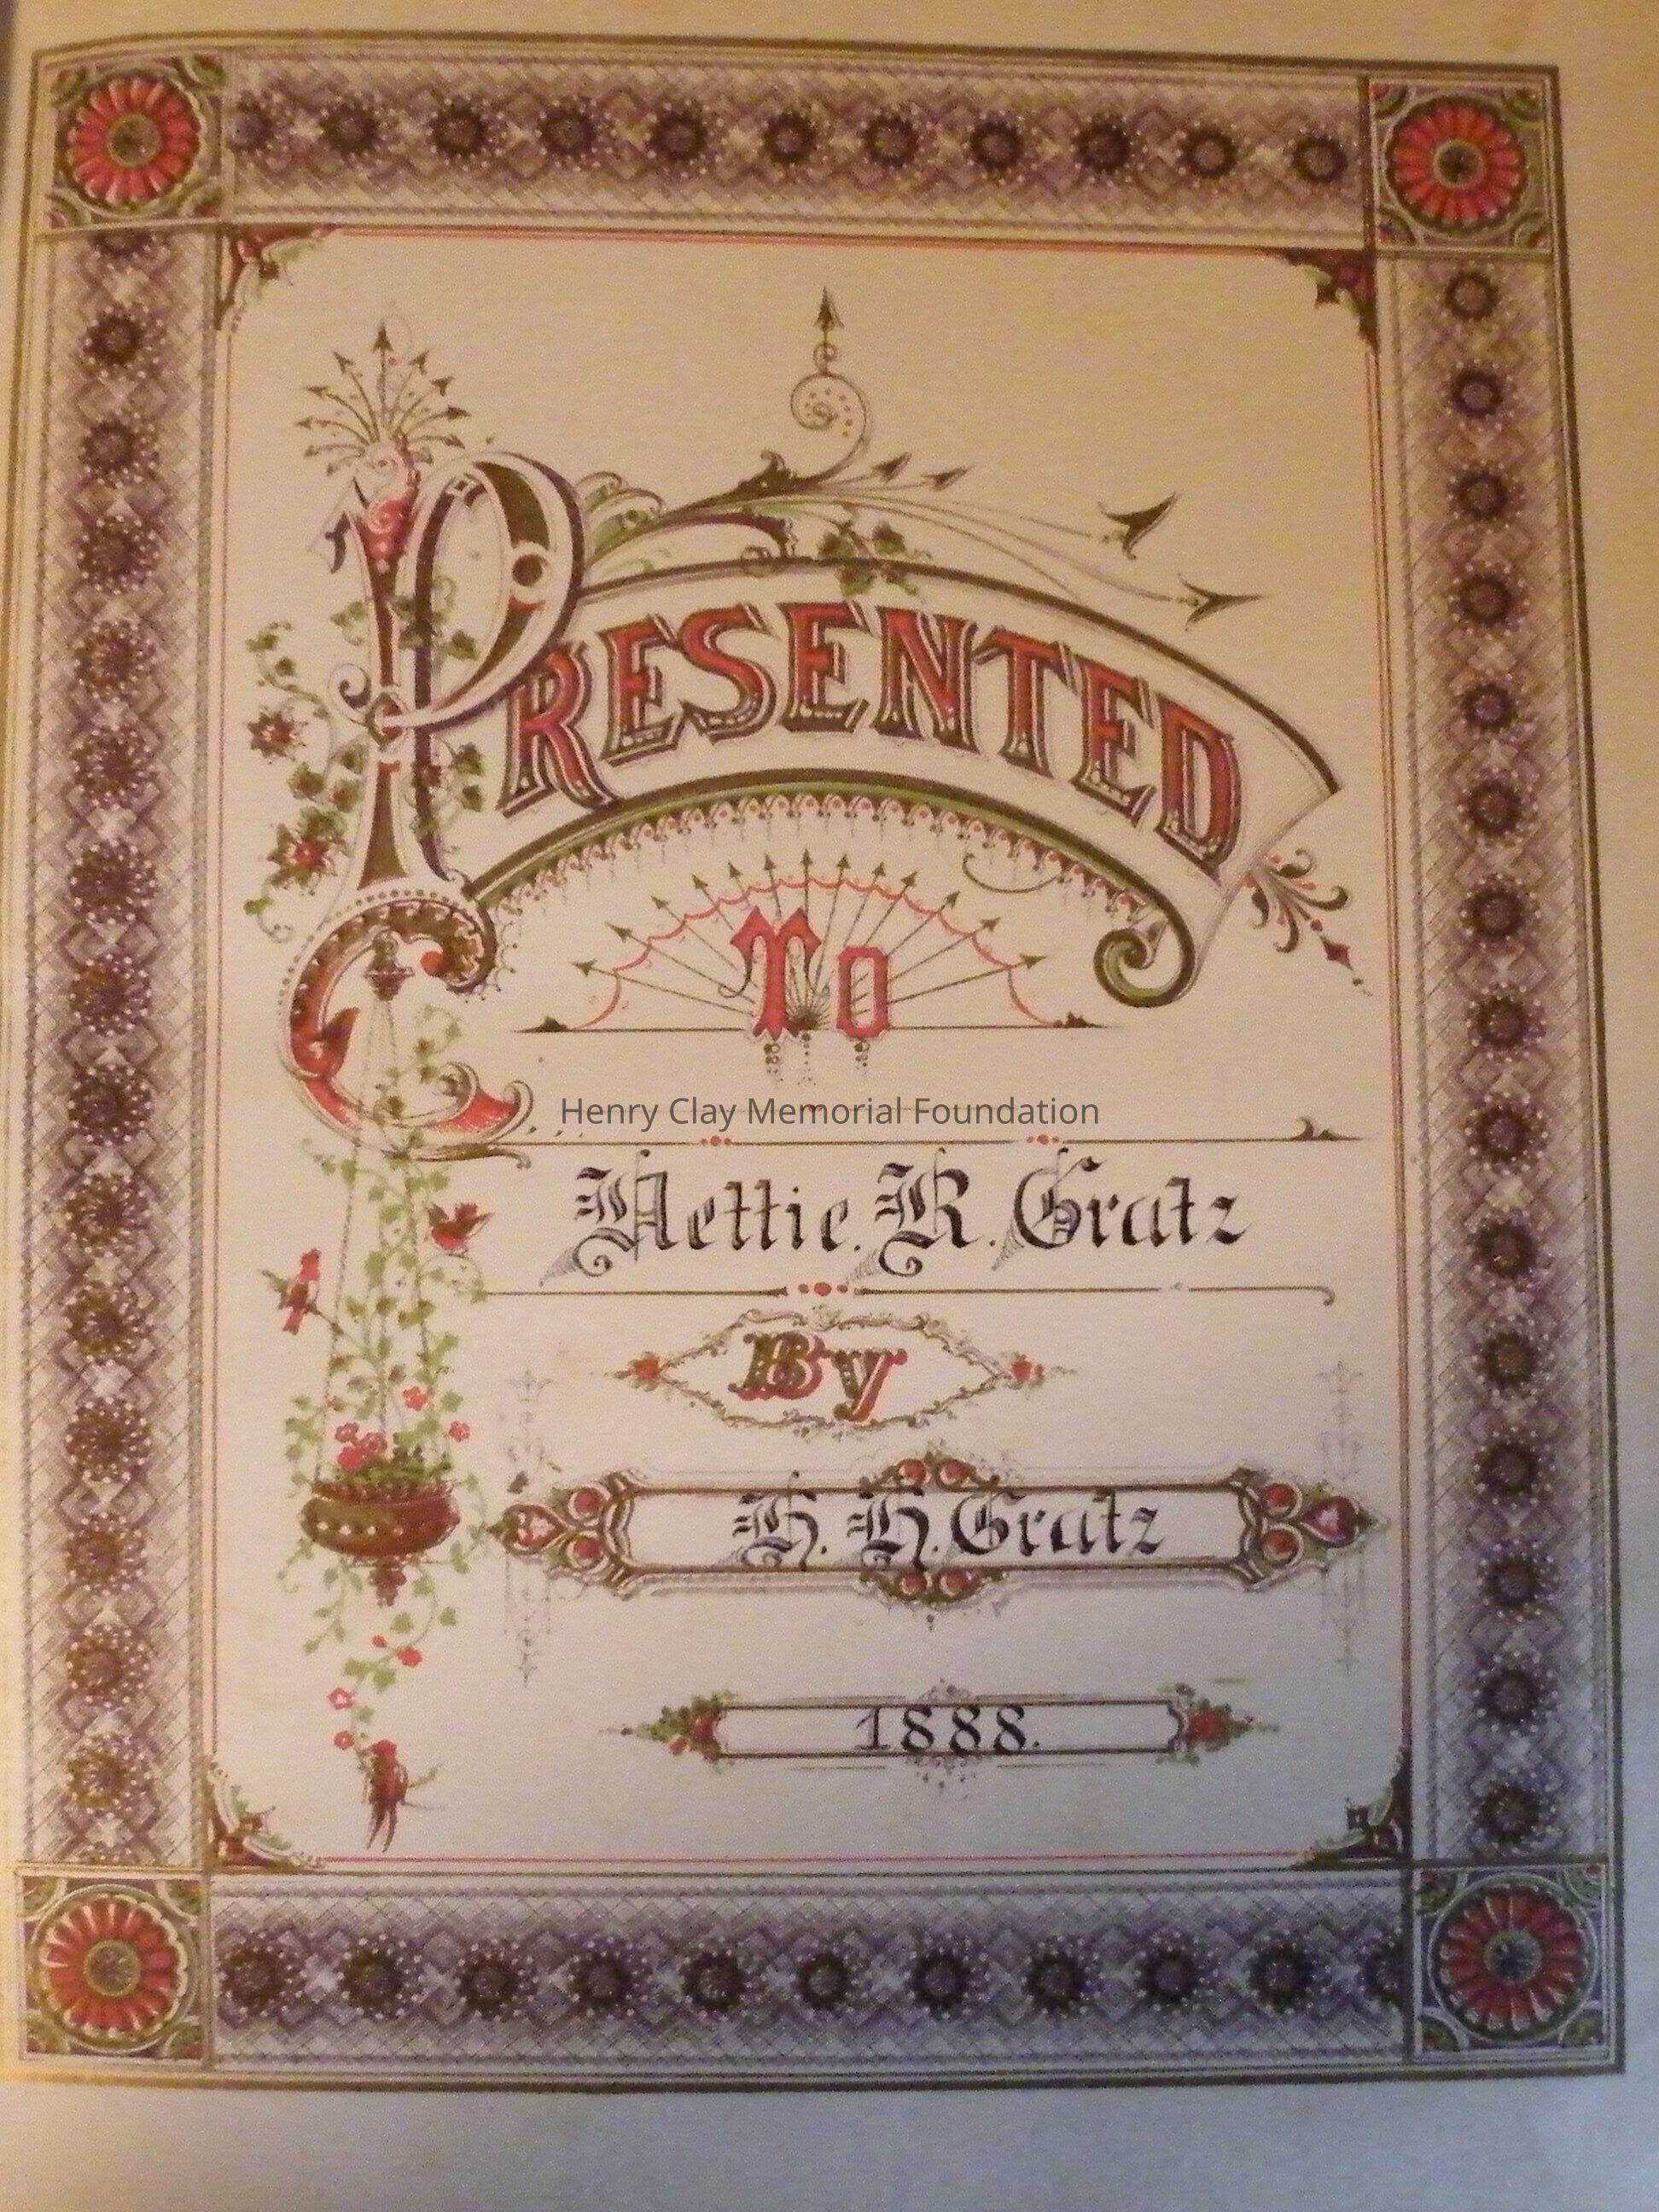 PRESENTED
TO
Henry Clay Memorial Foundation
Nettie. R. Gratz
By
H. H. Gratz
1888.